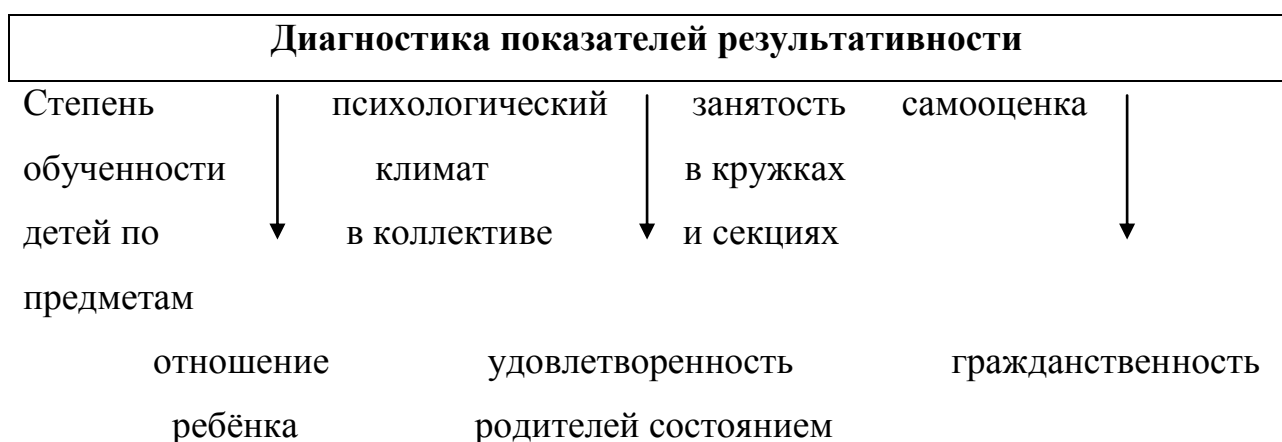 Диагностика показателей результативности
Степень психологический занятость самооценка
обученности климат в кружках
детей по в коллективе и секциях
предметам
отношение удовлетворенность гражданственность
ребёнка родителей состоянием